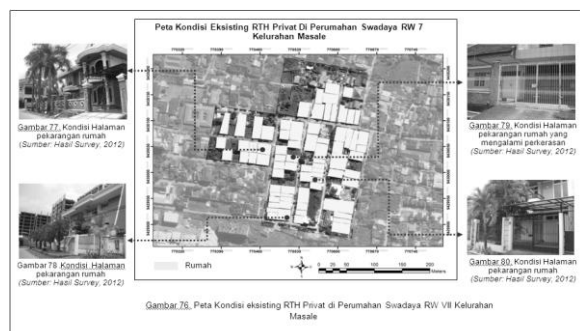 Peta Kondisi Eksisting RTH Privat Di Perumahan Swadaya RW 7
Kelurahan Masale
Gambar 77. Kondisi Halaman
pekarangan rumah
(Sumber: Hasil Survey, 2012)
Gambar 78. Kondisi Halaman
pekarangan rumah
(Sumber: Hasil Survey, 2012)
Gambar 79. Kondisi Halaman
pekarangan rumah yang
mengalami perkerasan
(Sumber: Hasil Survey, 2012)
Gambar 80. Kondisi Halaman
pekarangan rumah
(Sumber: Hasil Survey, 2012)
Rumah
Meters
Gambar 76. Peta Kondisi eksisting RTH Privat di Perumahan Swadaya RW VII Kelurahan
Masale